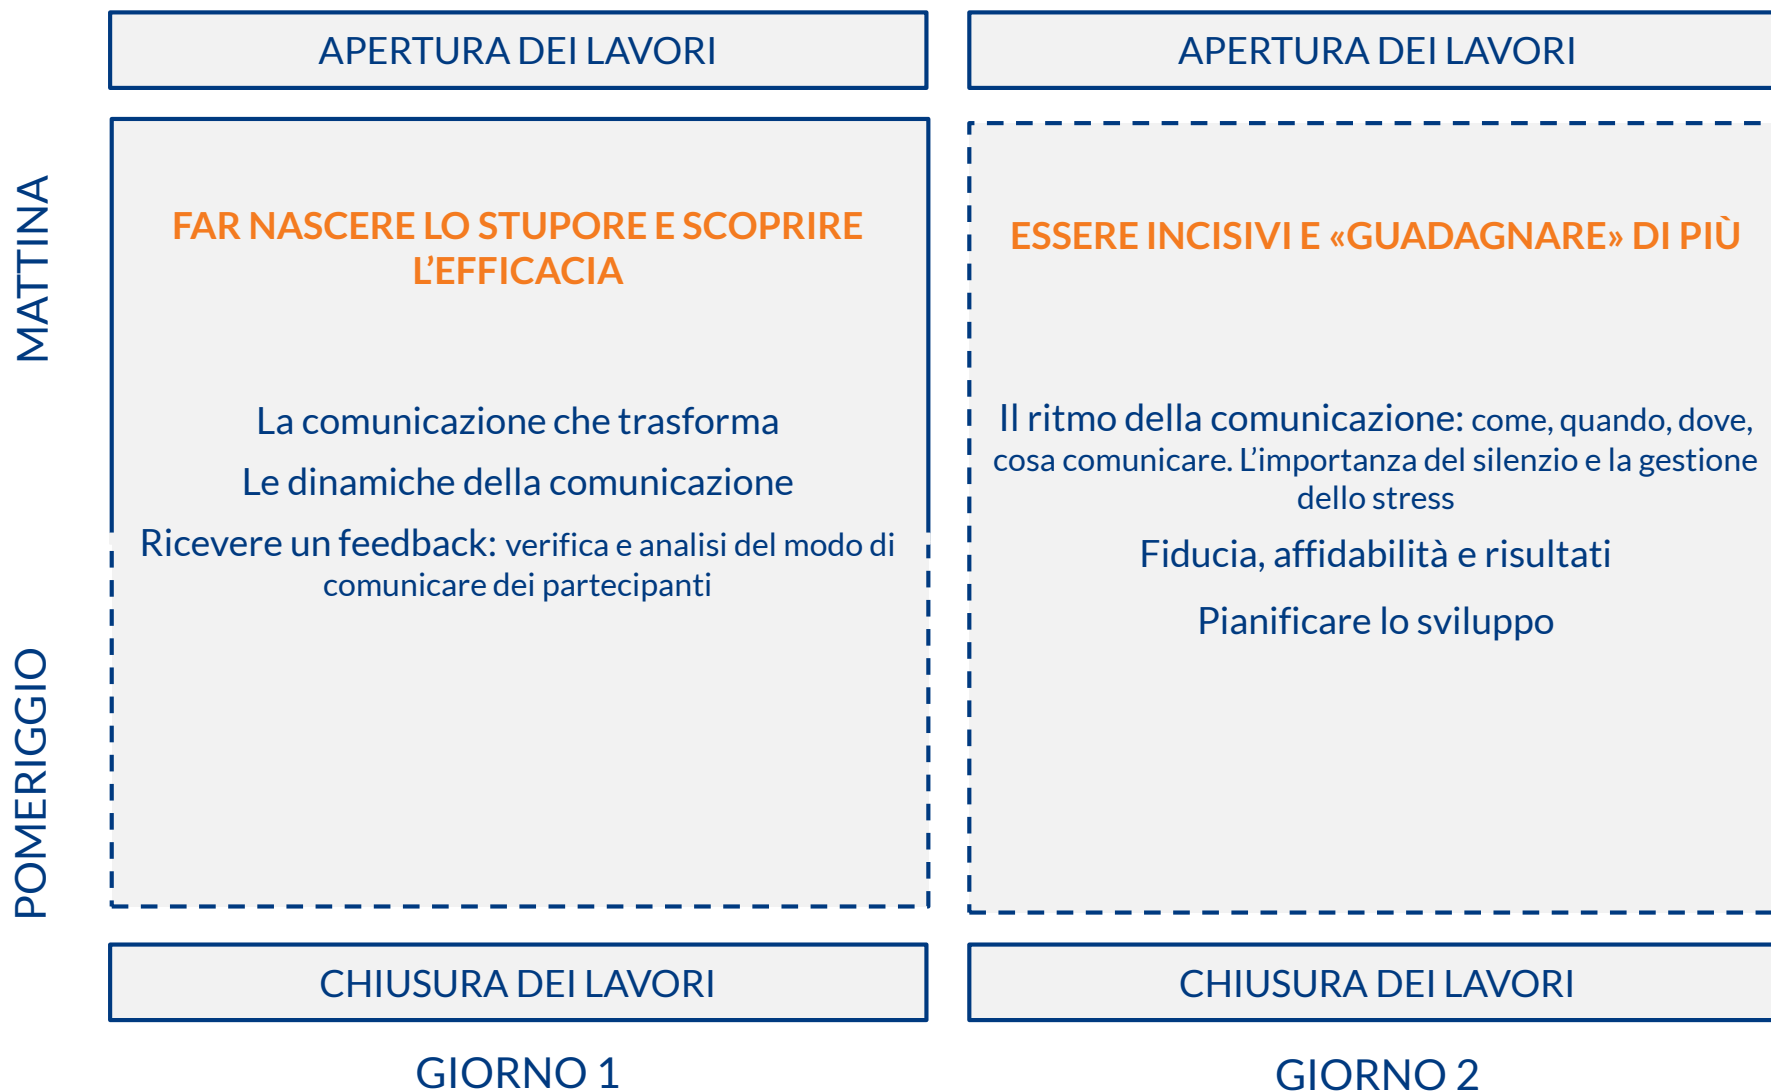 APERTURA DEI LAVORI
APERTURA DEI LAVORI
MATTINA
FAR NASCERE LO STUPORE E SCOPRIRE
L’EFFICACIA
La comunicazione che trasforma
Le dinamiche della comunicazione
Ricevere un feedback: verifica e analisi del modo di
comunicare dei partecipanti
ESSERE INCISIVI E «GUADAGNARE» DI PIÙ
Il ritmo della comunicazione: come, quando, dove,
cosa comunicare. L’importanza del silenzio e la gestione
dello stress
Fiducia, affidabilità e risultati
Pianificare lo sviluppo
POMERIGGIO
CHIUSURA DEI LAVORI
CHIUSURA DEI LAVORI
GIORNO 1
GIORNO 2